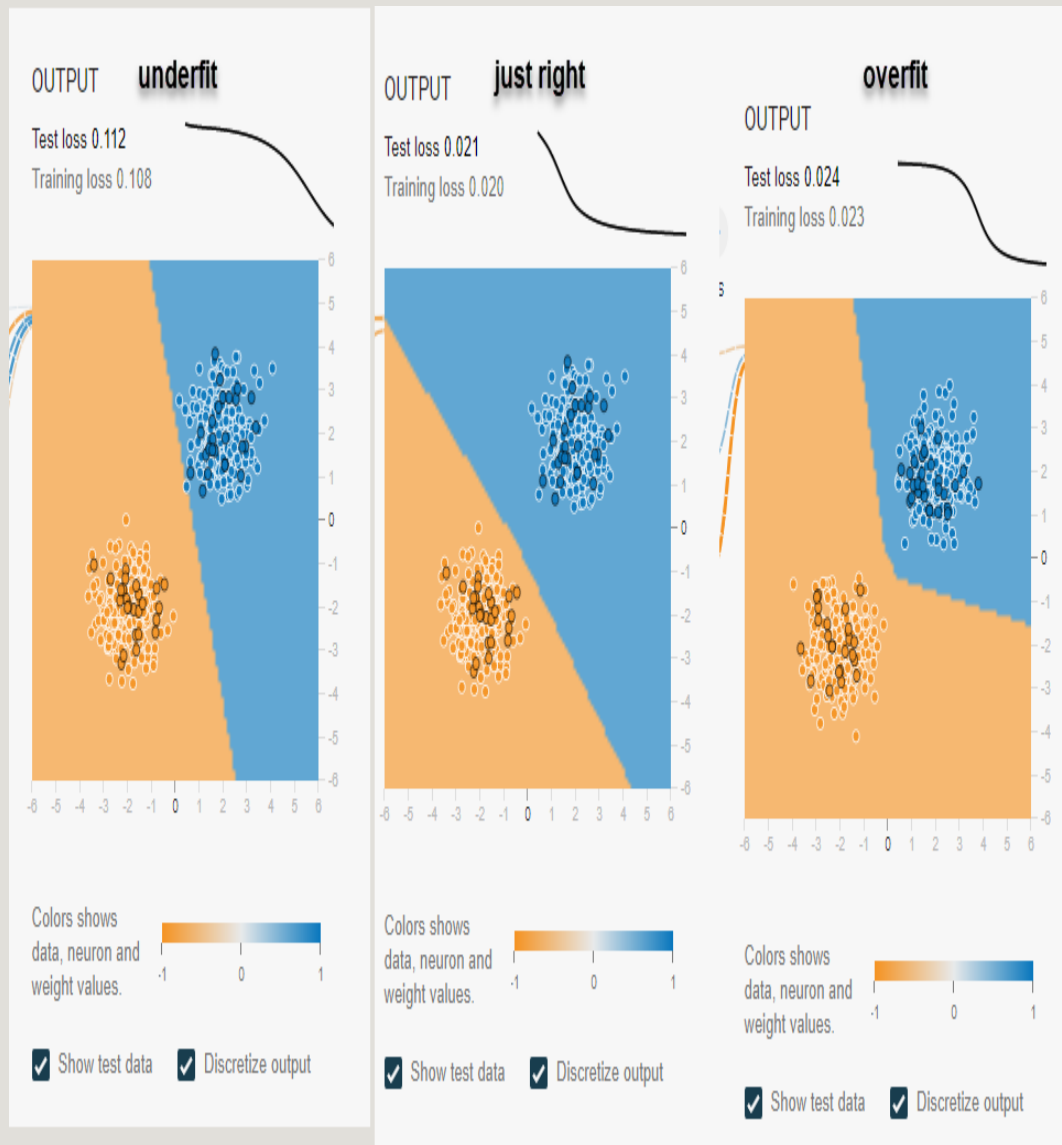 underfit
OUTPUT
Test loss 0.112
Training loss 0.108
6
5
4
3
2
1
0
-1
-2
-3
-4
-5
-6
-6 -5 -4 -3 -2 -1 0 1 2 3 4 5 6
Colors shows
data, neuron and
weight values.
-1 0 1
Show test data Discretize output
just right
OUTPUT
Test loss 0.021
Training loss 0.020
6
5
4
3
2
1
0
-1
-2
-3
-4
-5
-6
-6 -5 -4 -3 -2 -1 0 1 2 3 4 5 6
Colors shows
data, neuron and
weight values.
-1 0 1
Show test data Discretize output
overfit
OUTPUT
Test loss 0.024
Training loss 0.023
s
6
5
4
3
2
1
0
-1
-2
-3
-4
-5
-6
-6 -5 -4 -3 -2 -1 0 1 2 3 4 5 6
Colors shows
data, neuron and
weight values.
-1 0 1
Show test data Discretize output